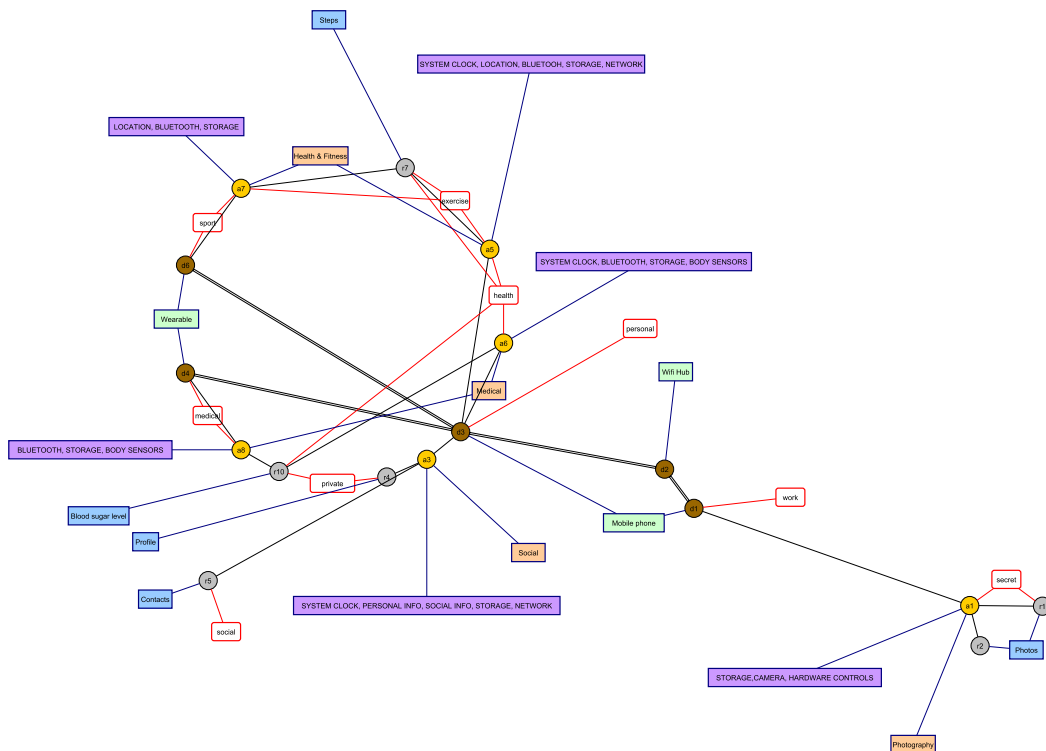 Steps
SYSTEM CLOCK, LOCATION, BLUETOOH, STORAGE, NETWORK
LOCATION, BLUETOOTH, STORAGE
Health & Fitness
r7
a7
exercise
sport
a5
SYSTEM CLOCK, BLUETOOTH, STORAGE, BODY SENSORS
d6
health
Wearable
personal
a6
Wifi Hub
d4
Medical
medical
d3
BLUETOOTH, STORAGE, BODY SENSORS
a8
a3
r10
r4
d2
private
work
d1
Blood sugar level
Mobile phone
Profile
Social
r5
secret
Contacts
SYSTEM CLOCK, PERSONAL INFO, SOCIAL INFO, STORAGE, NETWORK
a1
r1
social
r2
Photos
STORAGE,CAMERA, HARDWARE CONTROLS
Photography